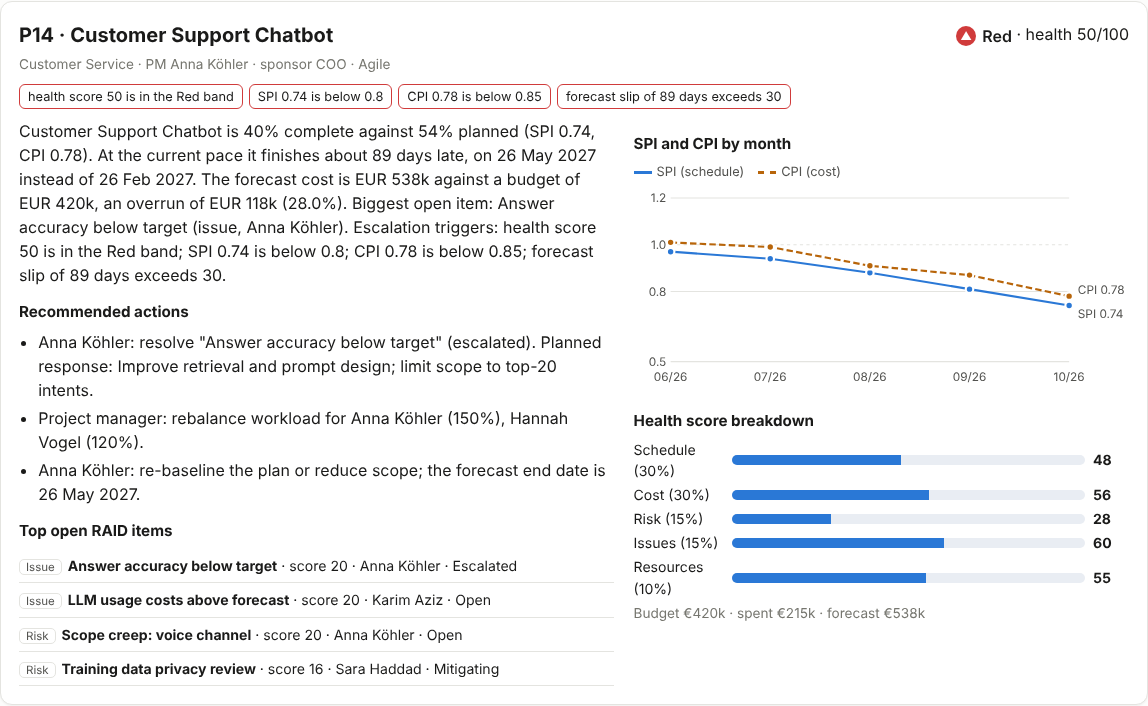 P14 · Customer Support Chatbot
Red · health 50/100
Customer Service · PM Anna Köhler · sponsor COO · Agile
health score 50 is in the Red band
SPI 0.74 is below 0.8
CPI 0.78 is below 0.85
forecast slip of 89 days exceeds 30
Customer Support Chatbot is 40% complete against 54% planned (SPI 0.74,
CPI 0.78). At the current pace it finishes about 89 days late, on 26 May 2027
instead of 26 Feb 2027. The forecast cost is EUR 538k against a budget of
EUR 420k, an overrun of EUR 118k (28.0%). Biggest open item: Answer
accuracy below target (issue, Anna Köhler). Escalation triggers: health score
50 is in the Red band; SPI 0.74 is below 0.8; CPI 0.78 is below 0.85; forecast
slip of 89 days exceeds 30.
Recommended actions
• Anna Köhler: resolve "Answer accuracy below target" (escalated). Planned
response: Improve retrieval and prompt design; limit scope to top-20
intents.
• Project manager: rebalance workload for Anna Köhler (150%), Hannah
Vogel (120%).
• Anna Köhler: re-baseline the plan or reduce scope; the forecast end date is
26 May 2027.
Top open RAID items
Issue Answer accuracy below target · score 20 · Anna Köhler · Escalated
Issue LLM usage costs above forecast · score 20 · Karim Aziz · Open
Risk Scope creep: voice channel · score 20 · Anna Köhler · Open
Risk Training data privacy review · score 16 · Sara Haddad · Mitigating
SPI and CPI by month
SPI (schedule) CPI (cost)
1.2
1.0
0.8
0.5
CPI 0.78
SPI 0.74
06/26 07/26 08/26 09/26 10/26
Health score breakdown
Schedule
(30%) 48
Cost (30%) 56
Risk (15%) 28
Issues (15%) 60
Resources
(10%) 55
Budget €420k · spent €215k · forecast €538k